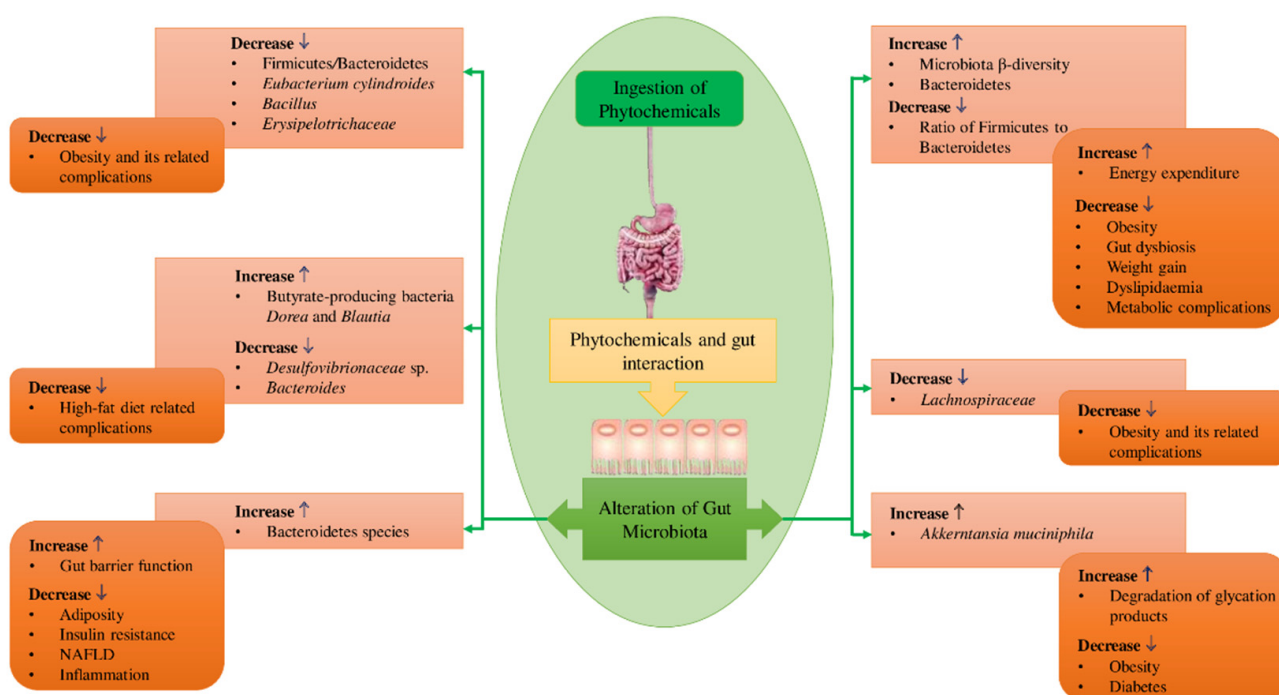 Decrease ↓
• Firmicutes/Bacteroidetes
• Eubacterium cylindroides
• Bacillus
• Erysipelotrichaceae
Decrease ↓
• Obesity and its related
complications
Increase ↑
• Butyrate-producing bacteria
Dorea and Blautia
Decrease ↓
• Desulfovibrionaceae sp.
• Bacteroides
Decrease ↓
• High-fat diet related
complications
Increase ↑
• Bacteroidetes species
Increase ↑
• Gut barrier function
Decrease ↓
• Adiposity
• Insulin resistance
• NAFLD
• Inflammation
Ingestion of
Phytochemicals
Phytochemicals and gut
interaction
Alteration of Gut
Microbiota
Increase ↑
• Microbiota β-diversity
• Bacteroidetes
Decrease ↓
• Ratio of Firmicutes to
Bacteroidetes
Increase ↑
• Energy expenditure
Decrease ↓
• Obesity
• Gut dysbiosis
• Weight gain
• Dyslipidaemia
• Metabolic complications
Decrease ↓
• Lachnospiraceae
Decrease ↓
• Obesity and its related
complications
Increase ↑
• Akkerntansia muciniphila
Increase ↑
• Degradation of glycation
products
Decrease ↓
• Obesity
• Diabetes